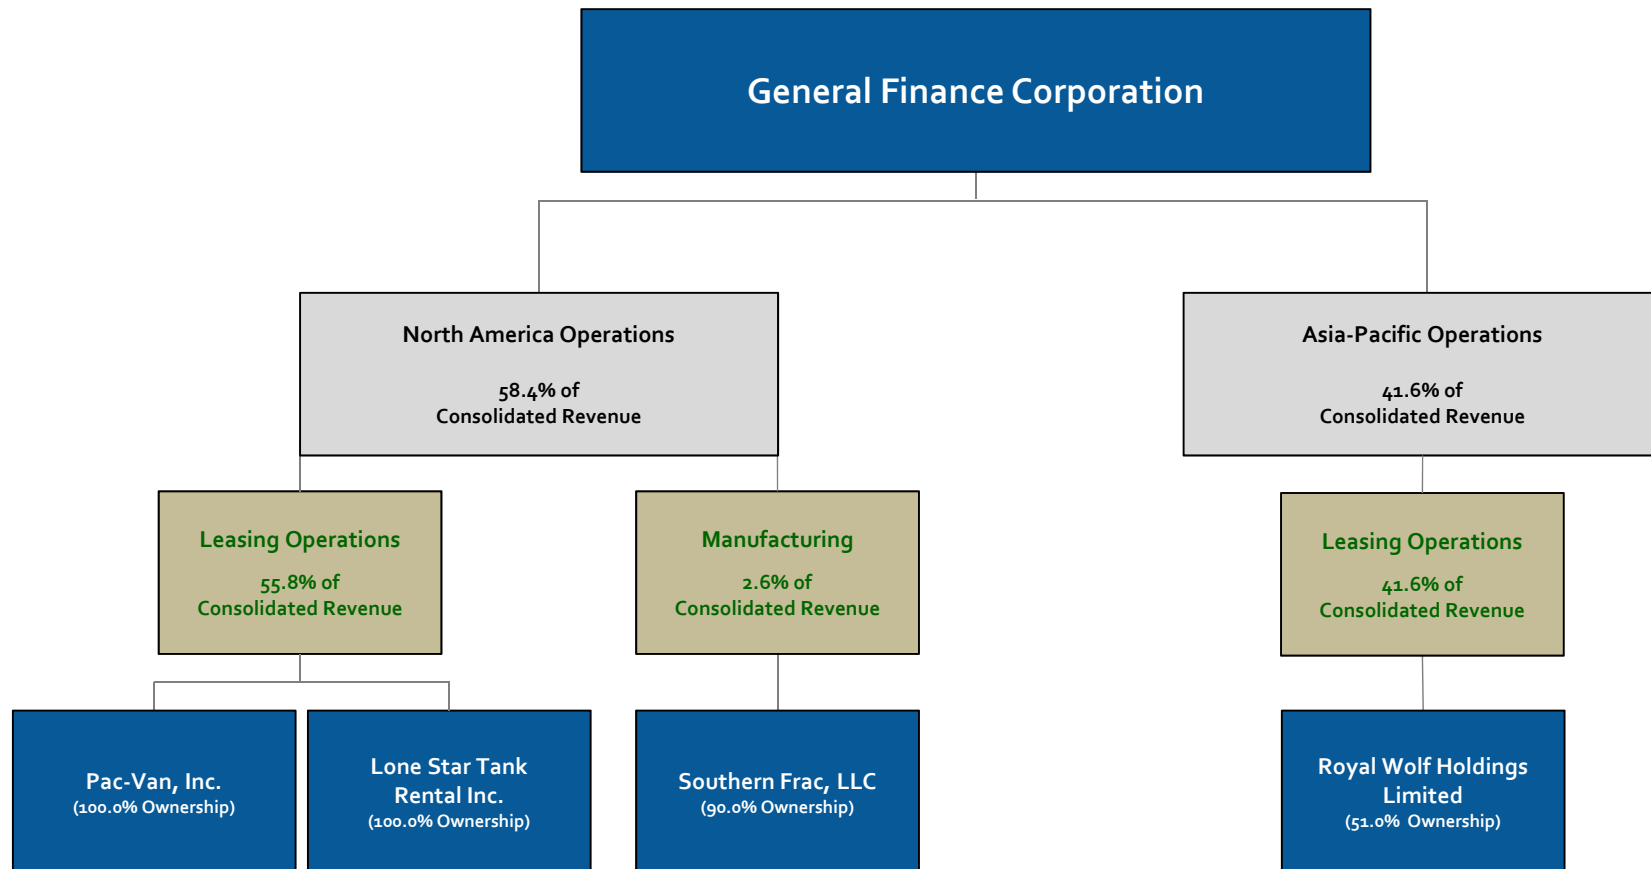 General Finance Corporation
North America Operations
58.4% of
Consolidated Revenue
Asia-Pacific Operations
41.6% of
Consolidated Revenue
Leasing Operations
55.8% of
Consolidated Revenue
Manufacturing
2.6% of
Consolidated Revenue
Leasing Operations
41.6% of
Consolidated Revenue
Pac-Van, Inc.
(100.0% Ownership)
Lone Star Tank
Rental Inc.
(100.0% Ownership)
Southern Frac, LLC
(90.0% Ownership)
Royal Wolf Holdings
Limited
(51.0% Ownership)